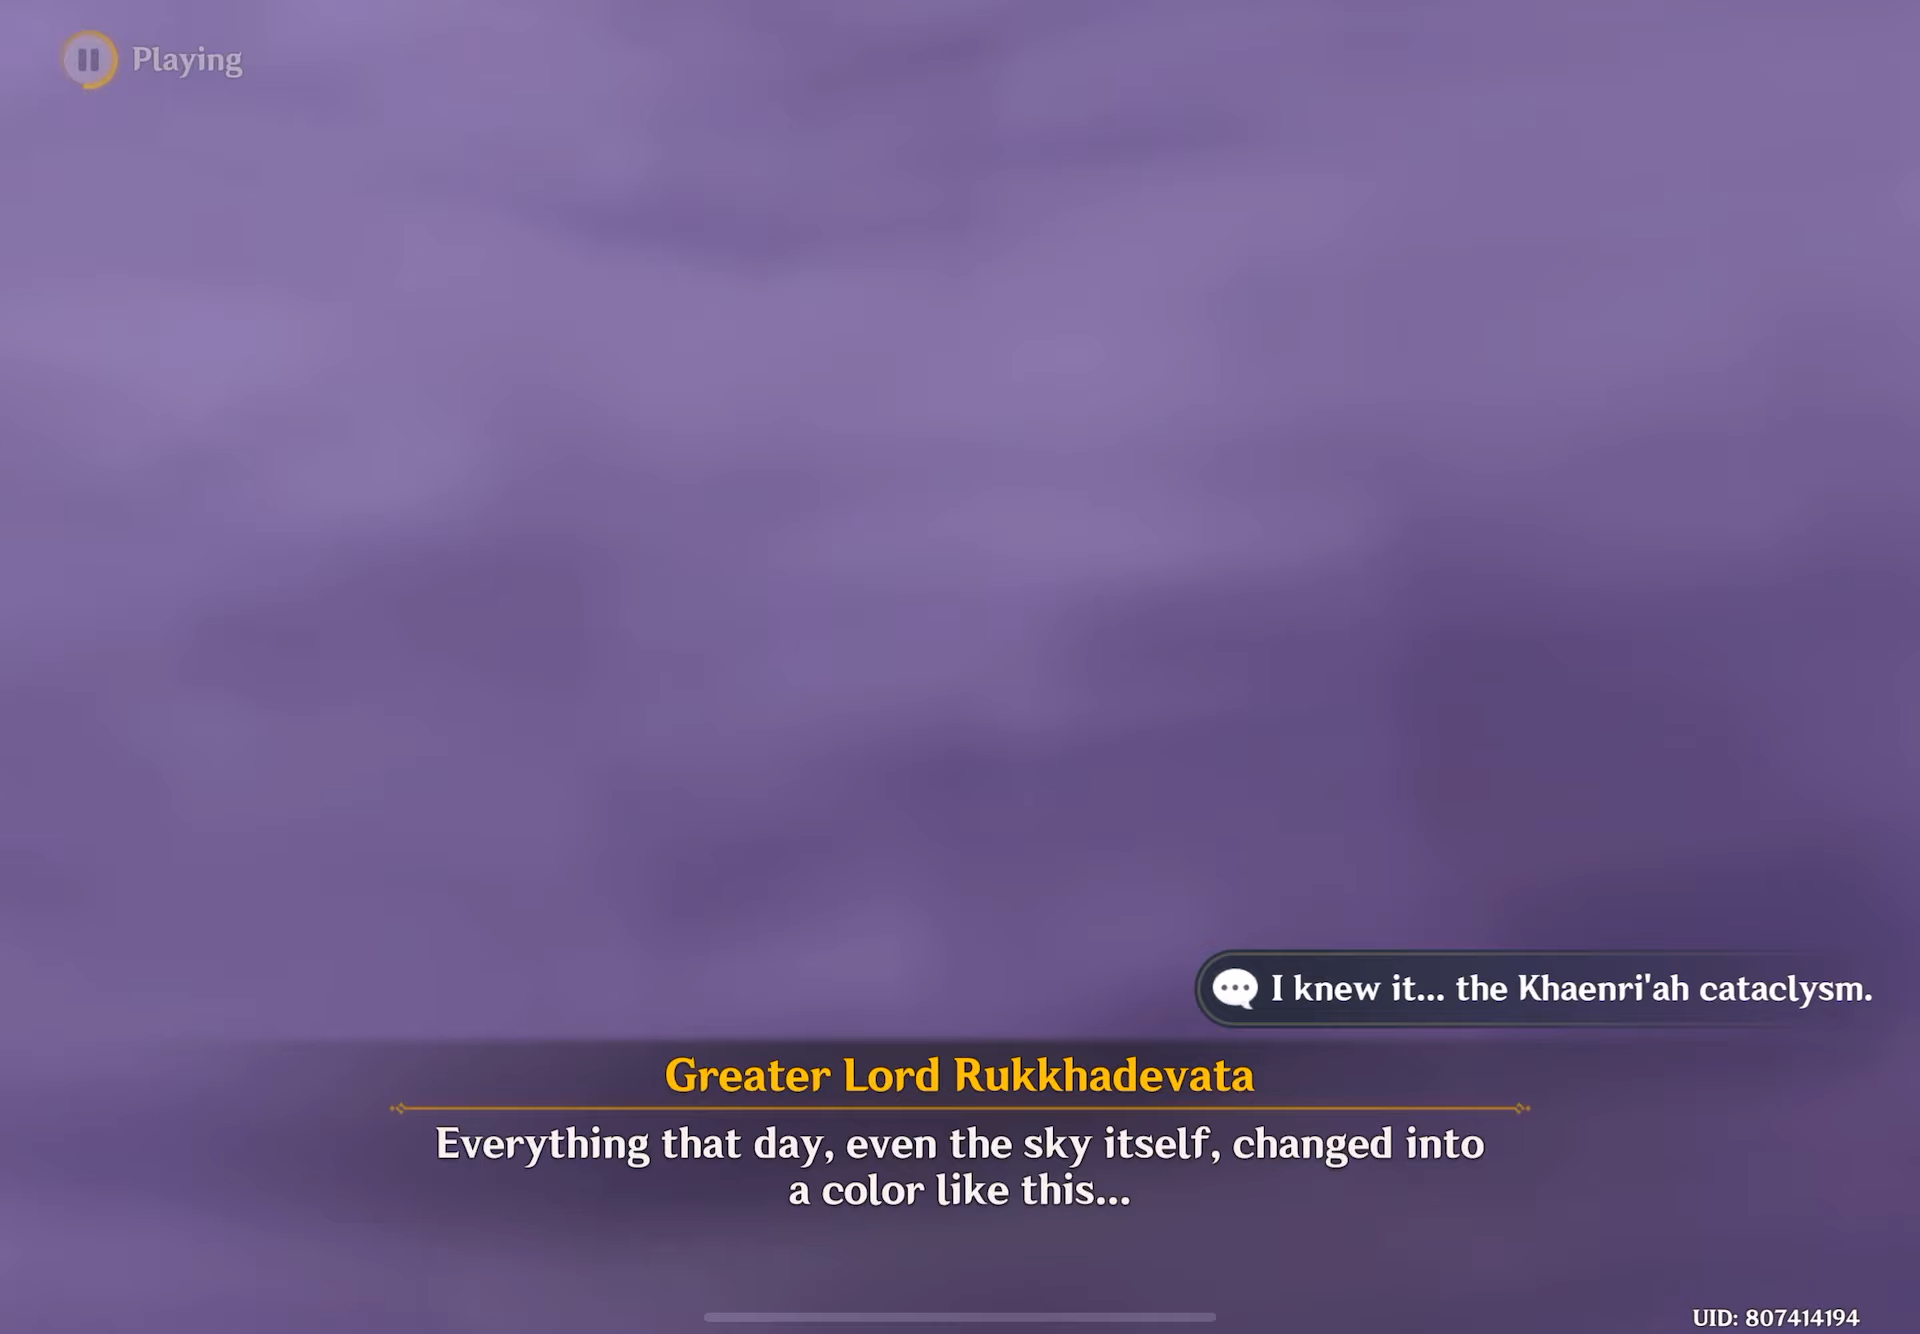 Playing
I knew it... the Khaenri'ah cataclysm.
Greater Lord Rukkhadevata
Everything that day, even the sky itself, changed into
a color like this...
UID: 807414194